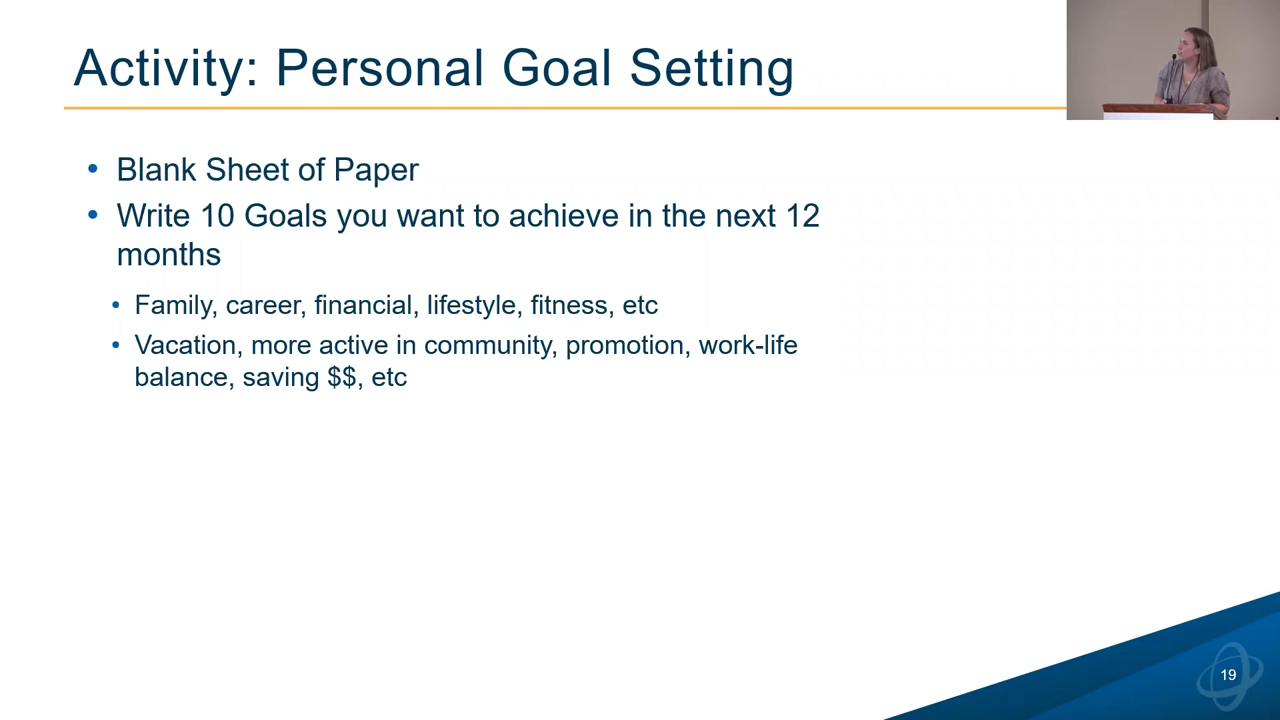 Activity: Personal Goal Setting
• Blank Sheet of Paper
• Write 10 Goals you want to achieve in the next 12
months
• Family, career, financial, lifestyle, fitness, etc
• Vacation, more active in community, promotion, work-life
balance, saving $$, etc
19